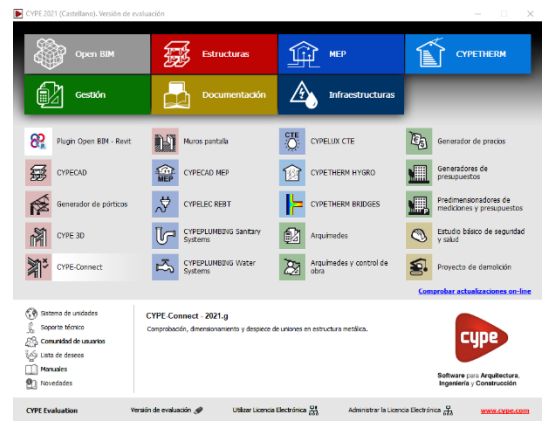 CYPE 2021 (Castellano). Versión de evaluación
Open BIM
Estructuras
MEP
CYPETHERM
Gestión
Documentación
Infraestructuras
Plugin Open BIM - Revit
Muros pantalla
CTE
CYPELUX CTE
Generador de precios
CYPECAD
MEP
CYPECAD MEP
CYPETHERM HYGRO
Generadores de
presupuestos
Generador de pórticos
CYPELEC REBT
CYPETHERM BRIDGES
Predimensionadores de
mediciones y presupuestos
CYPE 3D
CYPEPLUMBING Sanitary
Systems
Arquímedes
Estudio básico de seguridad
y salud
CYPE-Connect
CYPEPLUMBING Water
Systems
Arquímedes y control de
obra
Proyecto de demolición
Comprobar actualizaciones on-line
Sistema de unidades
Soporte técnico
Comunidad de usuarios
Lista de deseos
Manuales
Novedades
CYPE-Connect - 2021.g
Comprobación, dimensionamiento y despiece de uniones en estructura metálica.
cype
Software para Arquitectura,
Ingeniería y Construcción
CYPE Evaluation
Versión de evaluación
Utilizar Licencia Electrónica
Administrar la Licencia Electrónica
www.cype.com